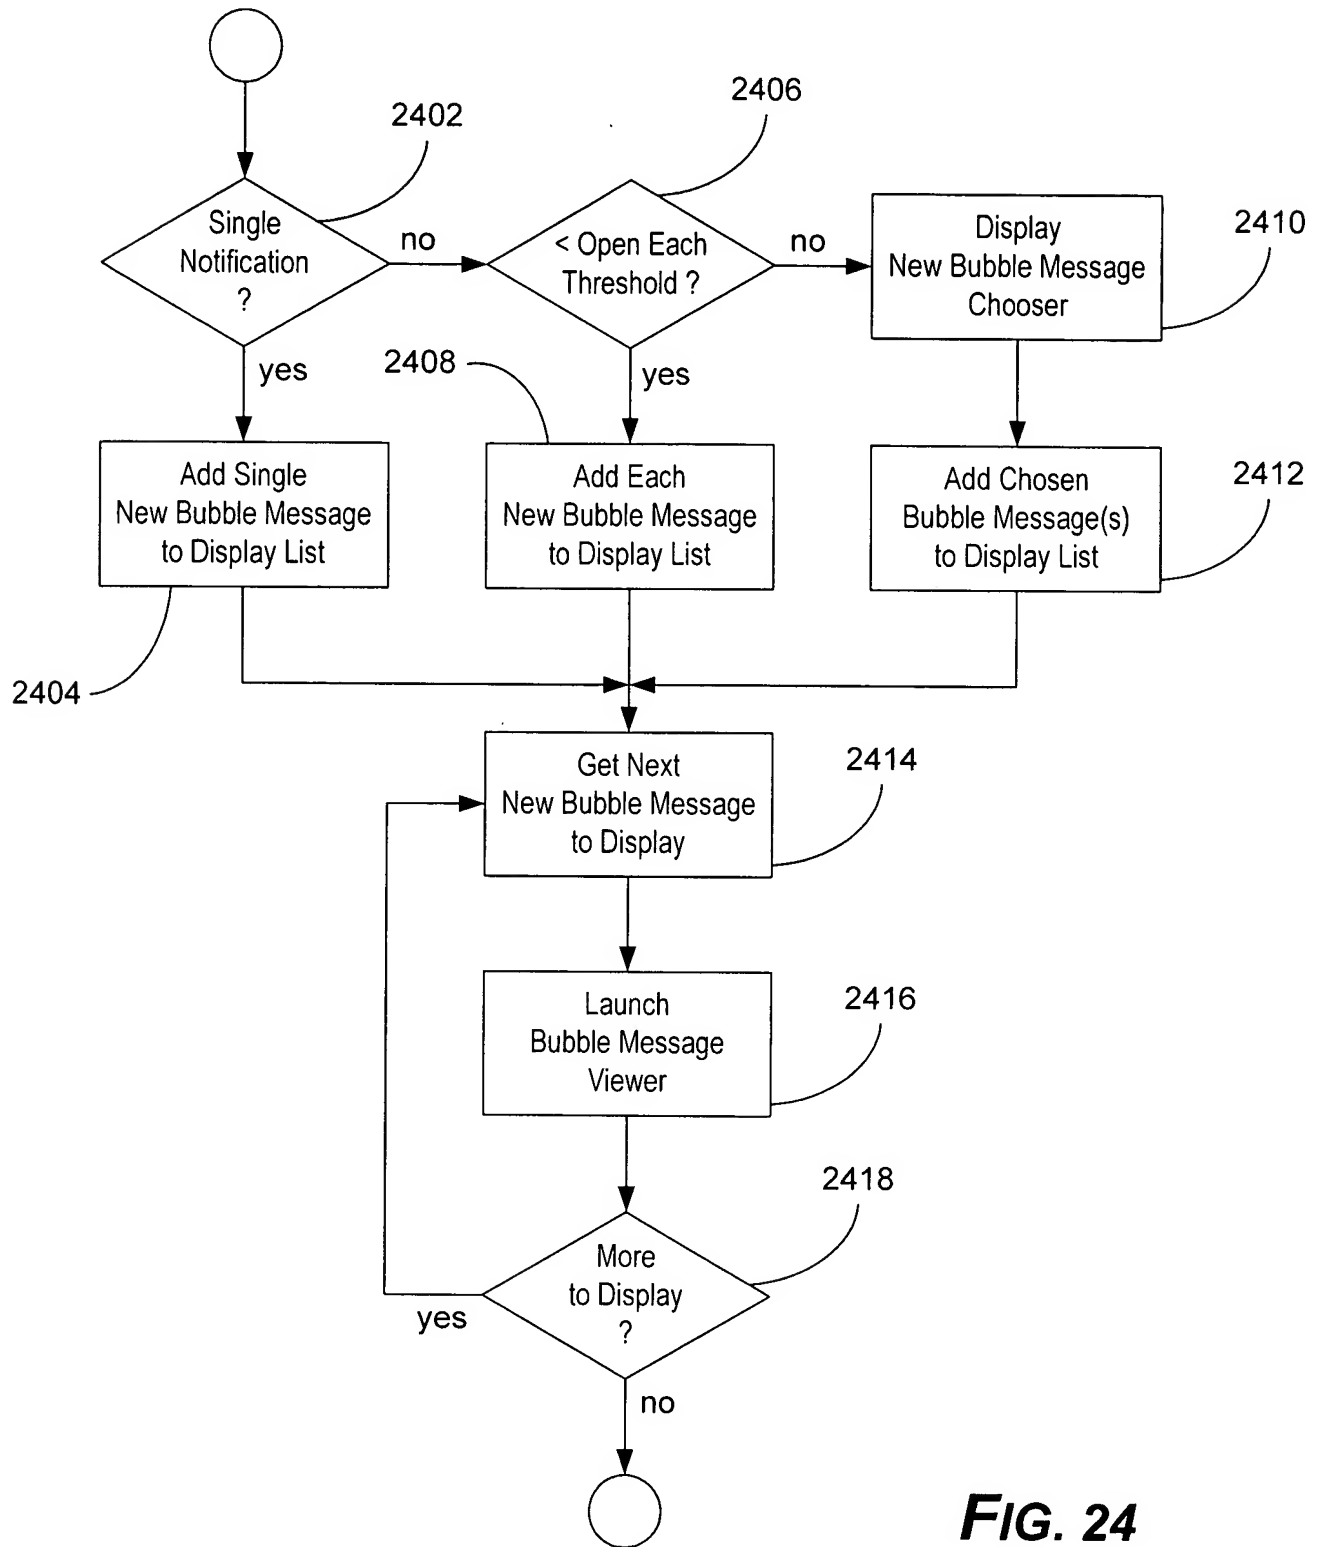 2402
2406
Single
Notification
?
no
< Open Each
Threshold ?
no
Display
New Bubble Message
Chooser
2410
yes
2408
yes
Add Single
New Bubble Message
to Display List
Add Each
New Bubble Message
to Display List
Add Chosen
Bubble Message(s)
to Display List
2412
2404
Get Next
New Bubble Message
to Display
2414
Launch
Bubble Message
Viewer
2416
More
to Display
?
2418
yes
no
FIG. 24